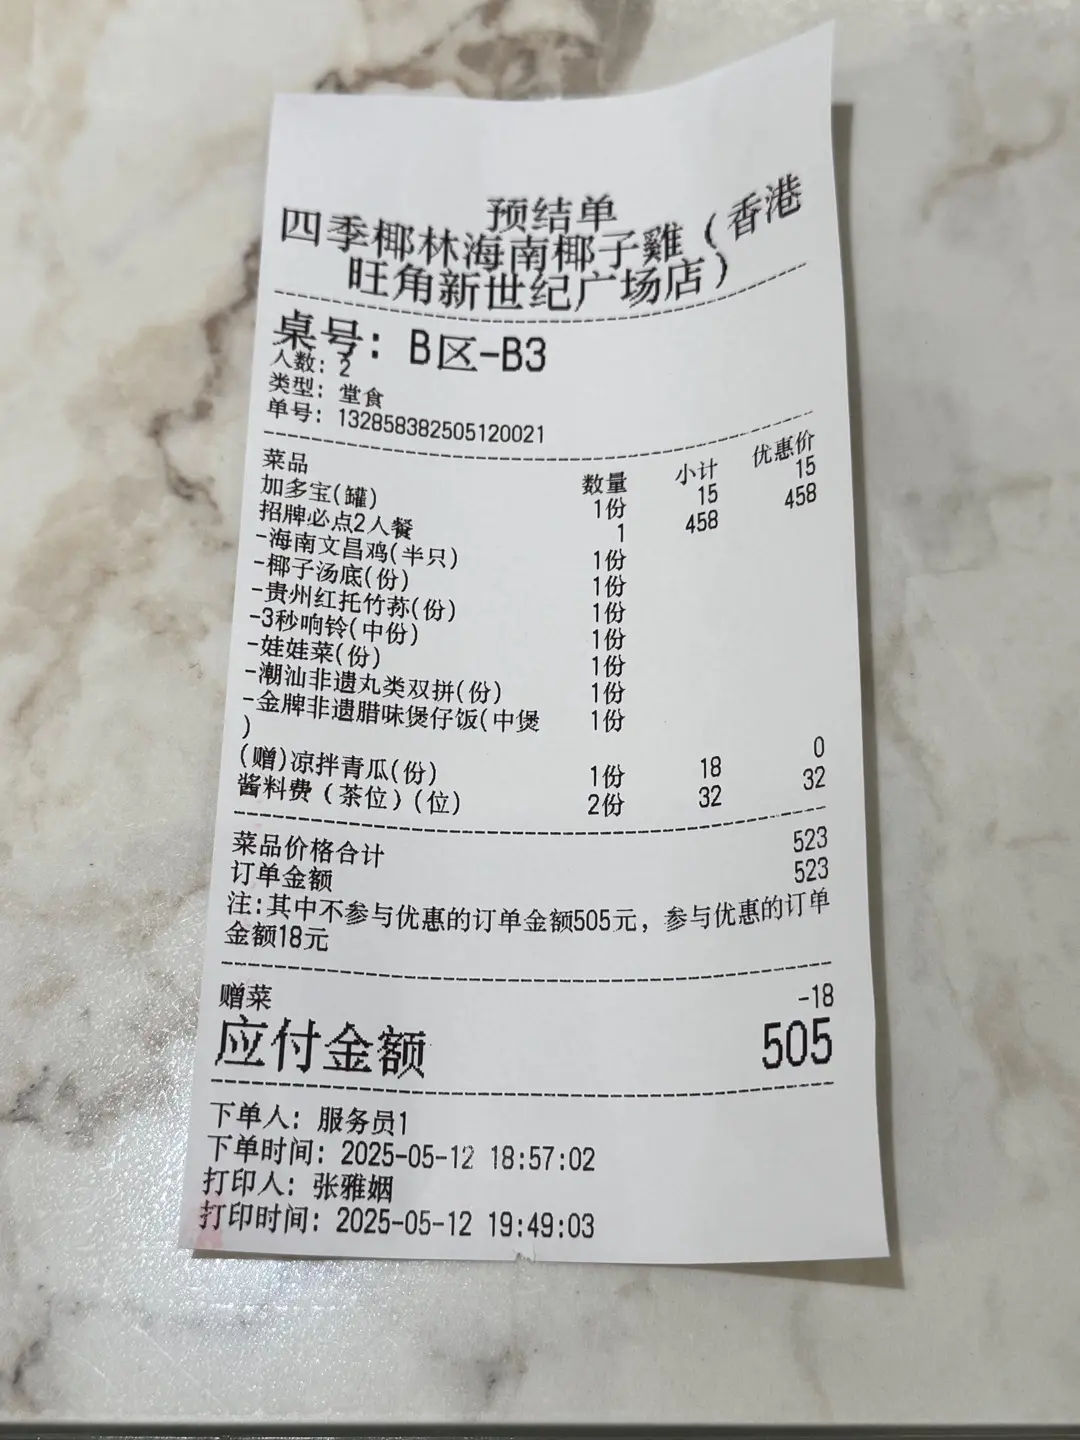 预结单
四季椰林海南椰子雞（香港
旺角新世纪广场店）
桌号: B区-B3
人数: 2
类型: 堂食
单号: 132858382505120021
菜品 数量 小计 优惠价
加多宝(罐) 1份 15 15
招牌必点2人餐 1 458 458
-海南文昌鸡(半只) 1份
-椰子汤底(份) 1份
-贵州红托竹荪(份) 1份
-3秒响铃(中份) 1份
-娃娃菜(份) 1份
-潮汕非遗丸类双拼(份) 1份
-金牌非遗腊味煲仔饭(中煲 1份
)
(赠)凉拌青瓜(份) 1份 18 0
酱料费（茶位）(位) 2份 32 32
菜品价格合计 523
订单金额 523
注:其中不参与优惠的订单金额505元，参与优惠的订单
金额18元
赠菜 -18
应付金额 505
下单人: 服务员1
下单时间: 2025-05-12 18:57:02
打印人: 张雅姻
打印时间: 2025-05-12 19:49:03